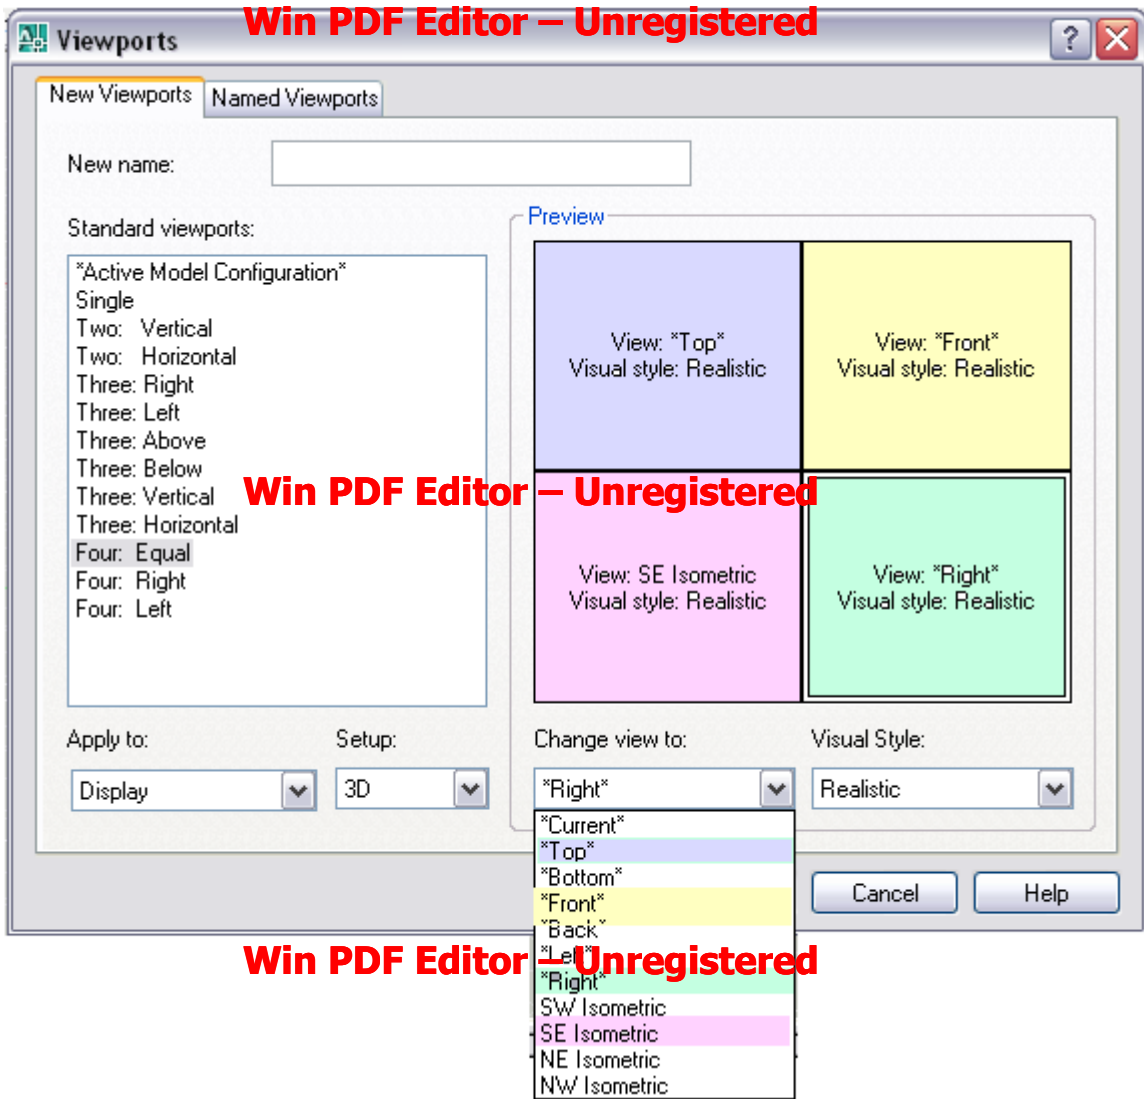 Win PDF Editor – Unregistered
Viewports
?
New Viewports
Named Viewports
New name:
Standard viewports:
*Active Model Configuration*
Single
Two: Vertical
Two: Horizontal
Three: Right
Three: Left
Three: Above
Three: Below
Three: Vertical
Three: Horizontal
Four: Equal
Four: Right
Four: Left
Preview
View: *Top*
Visual style: Realistic
View: *Front*
Visual style: Realistic
Win PDF Editor – Unregistered
View: SE Isometric
Visual style: Realistic
View: *Right*
Visual style: Realistic
Apply to:
Display
Setup:
3D
Change view to:
*Right*
Visual Style:
Realistic
*Current*
*Top*
*Bottom*
*Front*
*Back*
*Left*
*Right*
SW Isometric
SE Isometric
NE Isometric
NW Isometric
Cancel
Help
Win PDF Editor – Unregistered